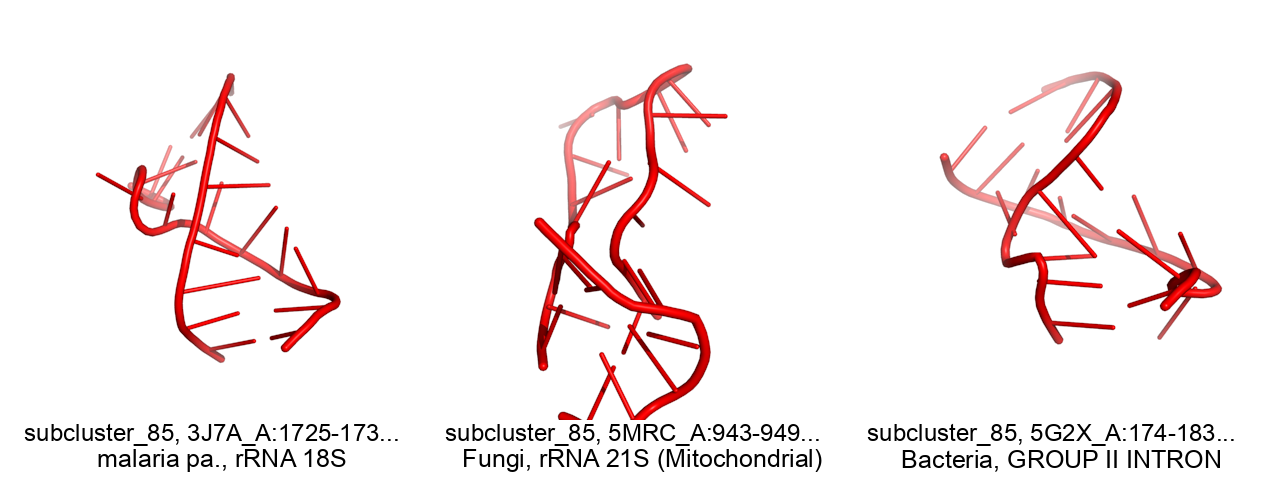 subcluster_85, 3J7A_A:1725-173...
malaria pa., rRNA 18S
subcluster_85, 5MRC_A:943-949...
Fungi, rRNA 21S (Mitochondrial)
subcluster_85, 5G2X_A:174-183...
Bacteria, GROUP II INTRON